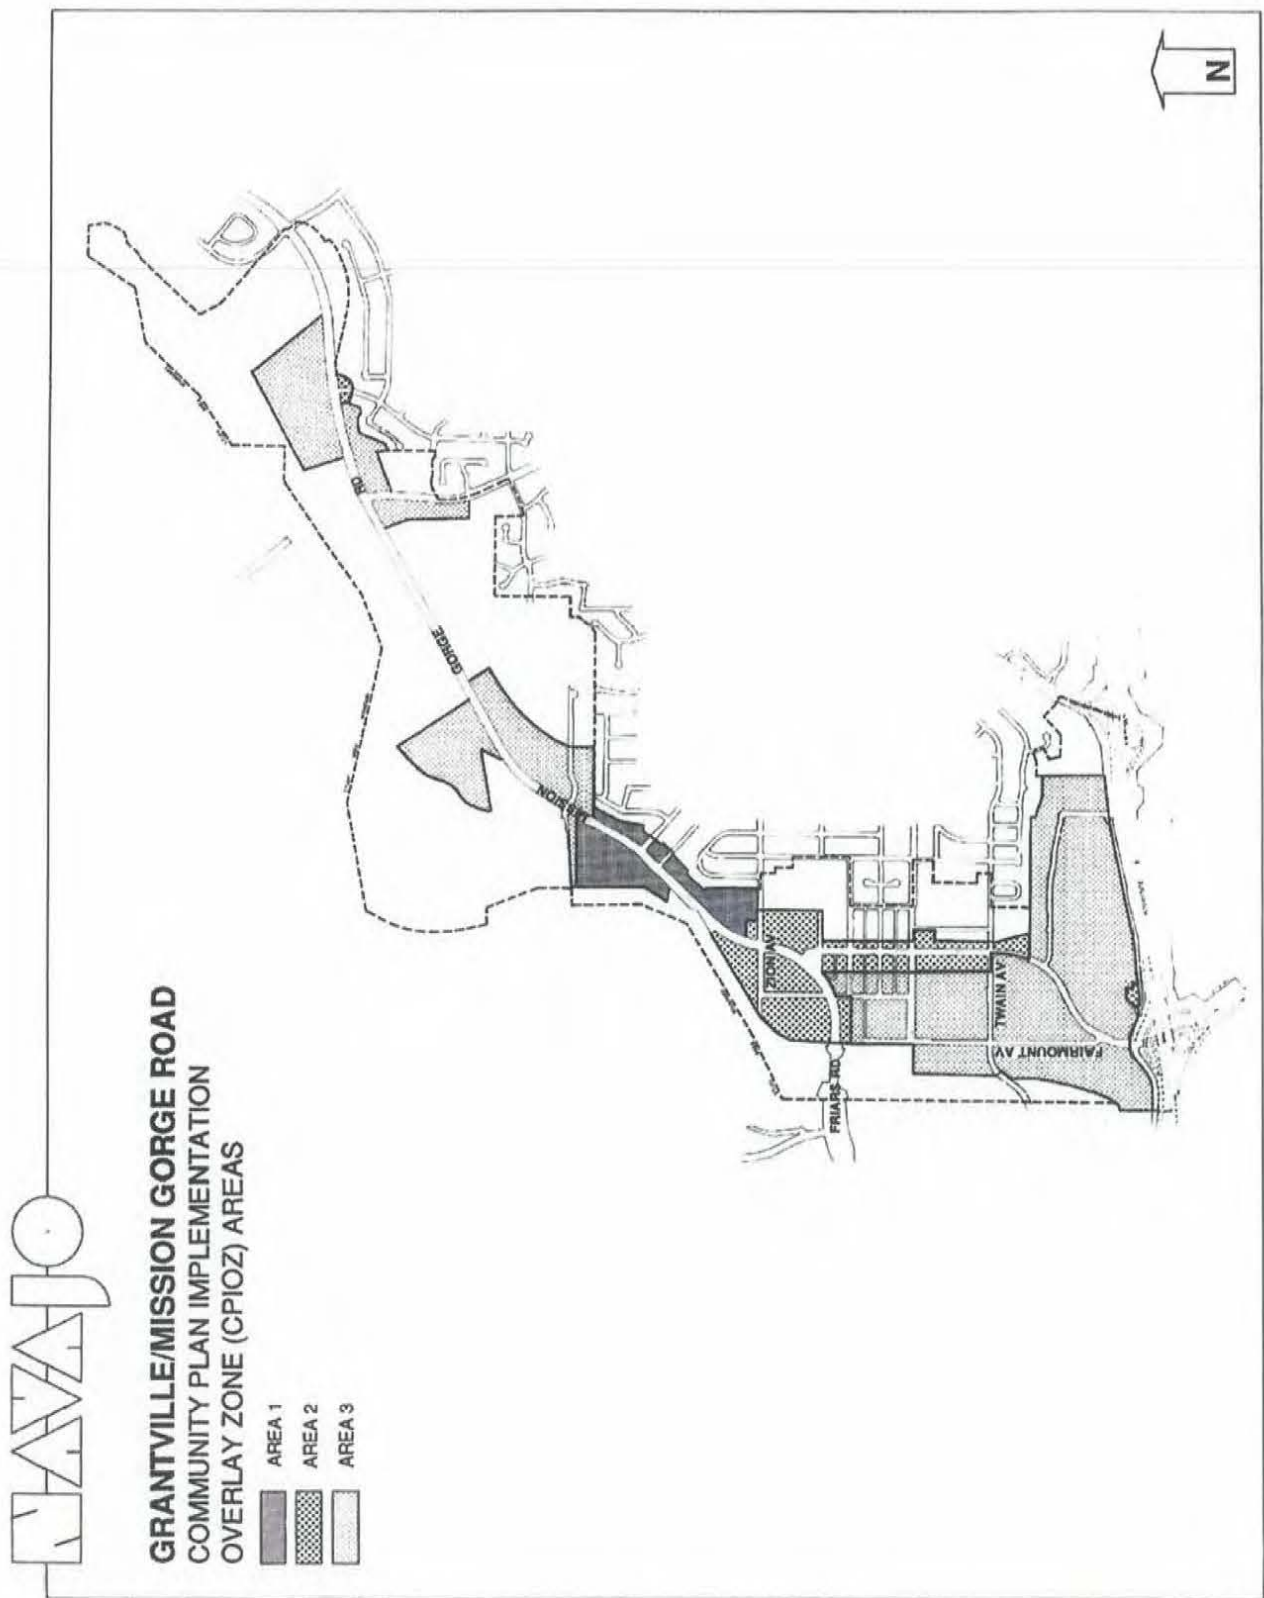 NAVAJO
GRANTVILLE/MISSION GORGE ROAD
COMMUNITY PLAN IMPLEMENTATION
OVERLAY ZONE (CPIOZ) AREAS
AREA 1
AREA 2
AREA 3
N
RD
GORGE
MISSION
ZION AV
TWAIN AV
FAIRMOUNT AV
FRIARS RD